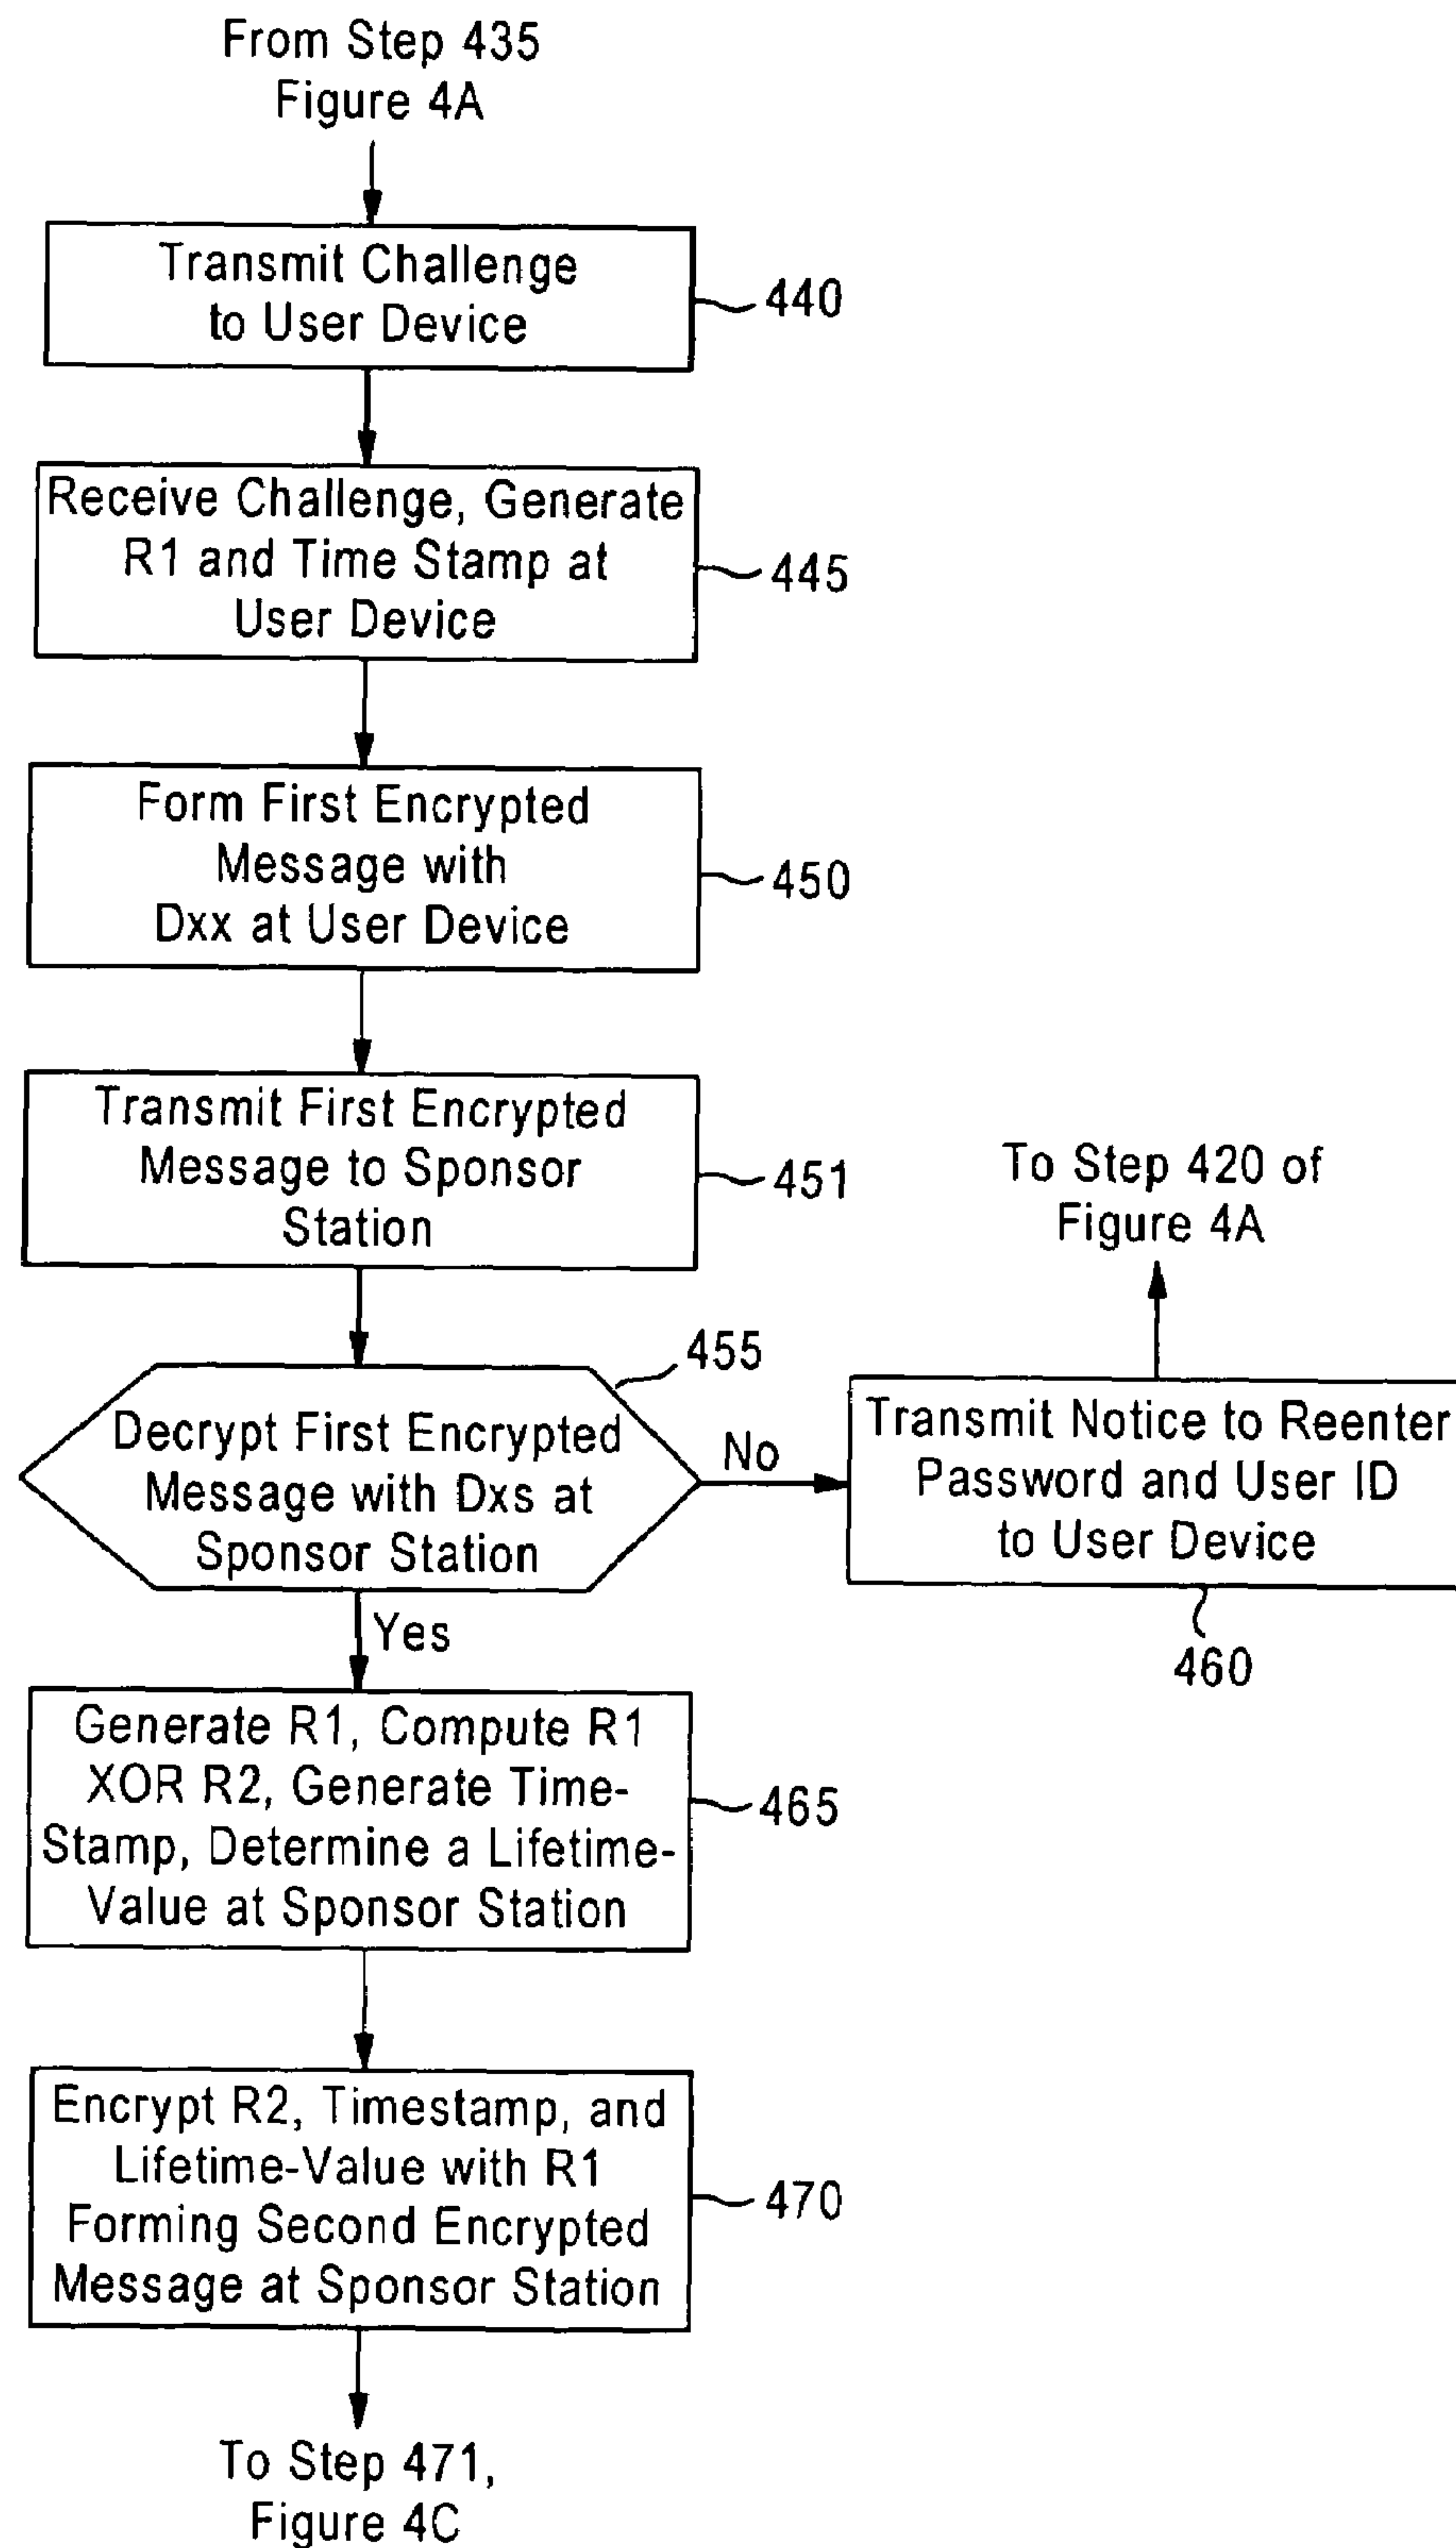 From Step 435
Figure 4A
Transmit Challenge
to User Device
440
Receive Challenge, Generate
R1 and Time Stamp at
User Device
445
Form First Encrypted
Message with
Dxx at User Device
450
Transmit First Encrypted
Message to Sponsor
Station
451
To Step 420 of
Figure 4A
455
Decrypt First Encrypted
Message with Dxs at
Sponsor Station
No
Transmit Notice to Reenter
Password and User ID
to User Device
460
Yes
Generate R1, Compute R1
XOR R2, Generate Time-
Stamp, Determine a Lifetime-
Value at Sponsor Station
465
Encrypt R2, Timestamp, and
Lifetime-Value with R1
Forming Second Encrypted
Message at Sponsor Station
470
To Step 471,
Figure 4C